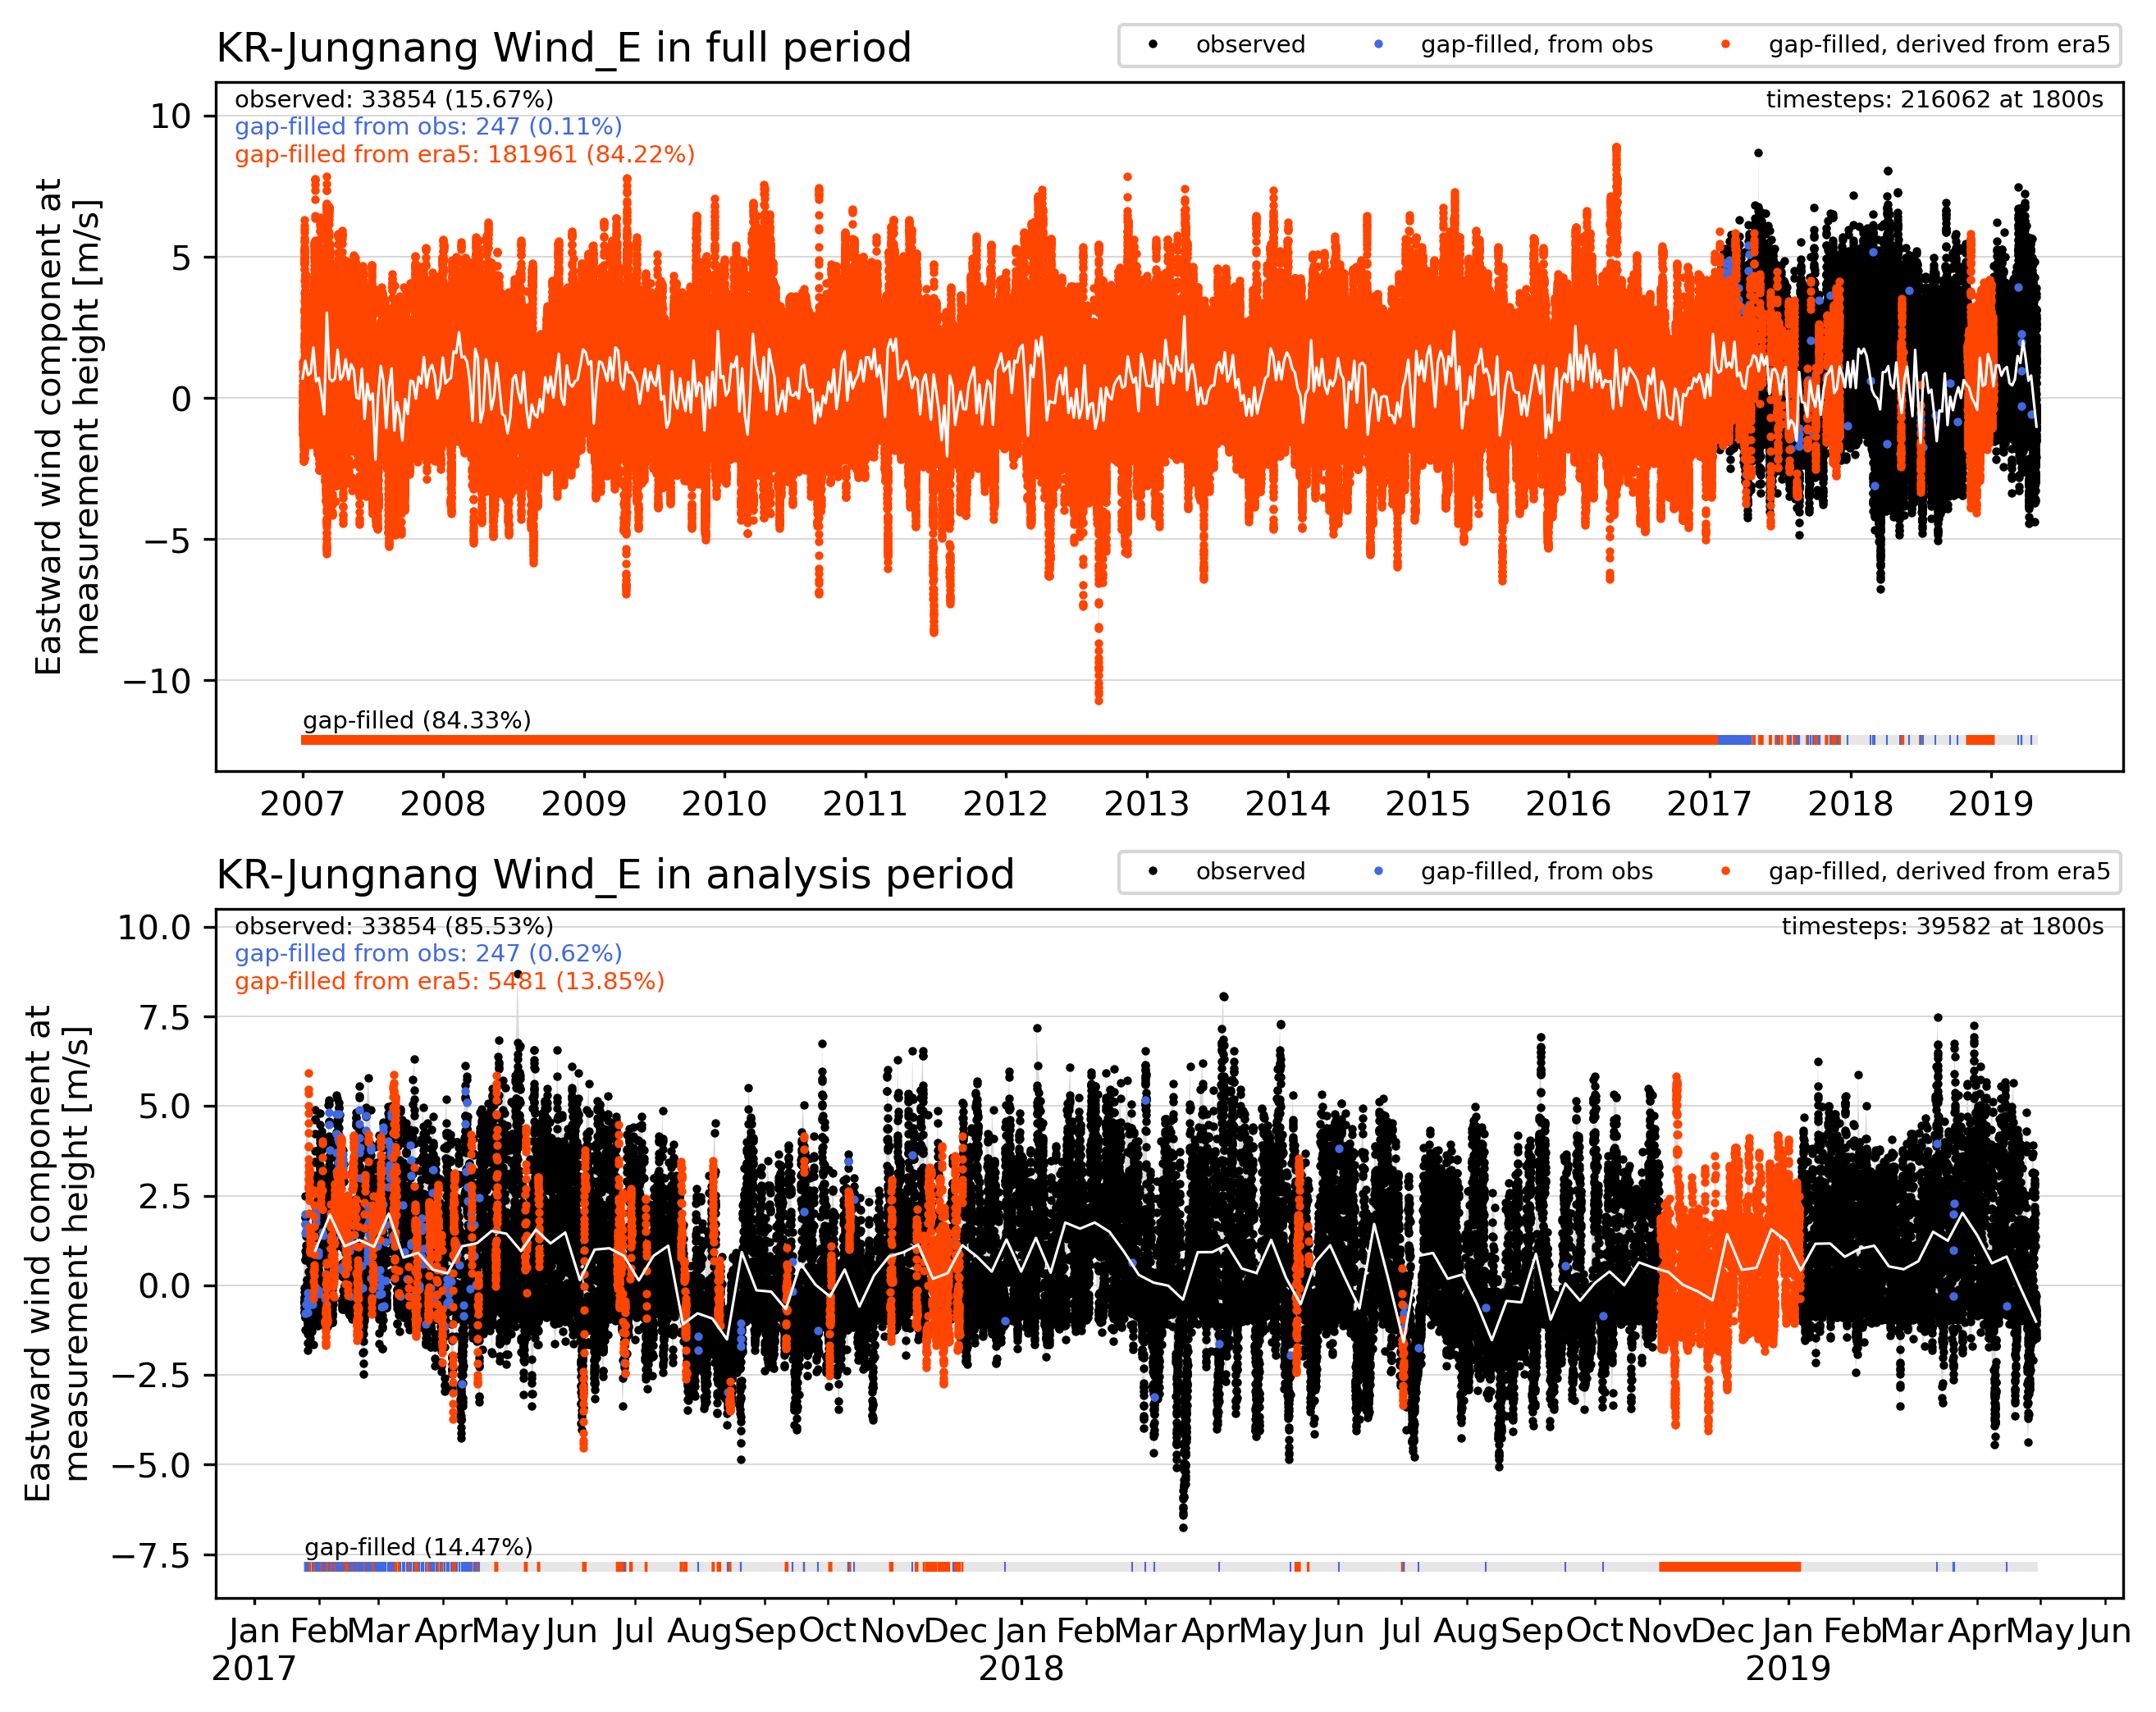 KR-Jungnang Wind_E in full period
observed
gap-filled, from obs
gap-filled, derived from era5
observed: 33854 (15.67%)
timesteps: 216062 at 1800s
gap-filled from obs: 247 (0.11%)
gap-filled from era5: 181961 (84.22%)
Eastward wind component at
measurement height [m/s]
10
5
0
−5
−10
gap-filled (84.33%)
2007 2008 2009 2010 2011 2012 2013 2014 2015 2016 2017 2018 2019
KR-Jungnang Wind_E in analysis period
observed
gap-filled, from obs
gap-filled, derived from era5
observed: 33854 (85.53%)
timesteps: 39582 at 1800s
gap-filled from obs: 247 (0.62%)
gap-filled from era5: 5481 (13.85%)
Eastward wind component at
measurement height [m/s]
10.0
7.5
5.0
2.5
0.0
−2.5
−5.0
−7.5
gap-filled (14.47%)
Jan Feb Mar Apr May Jun Jul Aug Sep Oct Nov Dec Jan Feb Mar Apr May Jun Jul Aug Sep Oct Nov Dec Jan Feb Mar Apr May Jun
2017 2018 2019